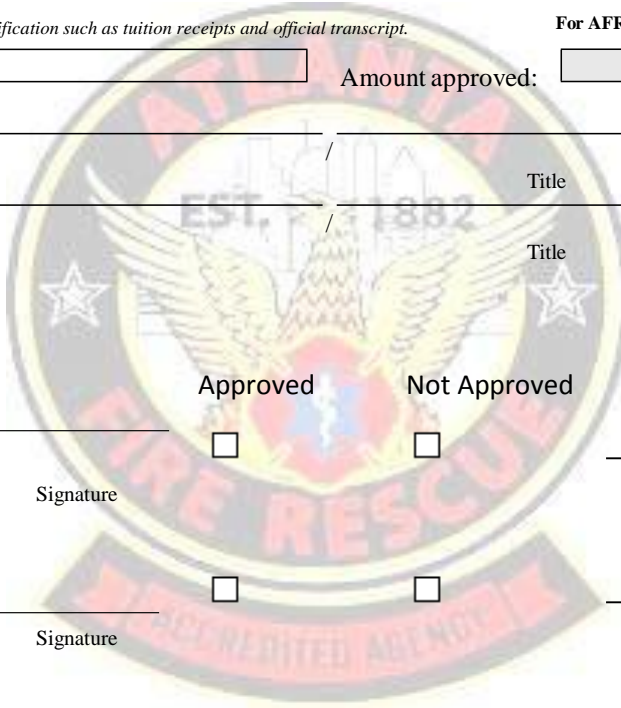 ification such as tuition receipts and official transcript.
For AFR
Amount approved:
/
Title
/
Title
Approved Not Approved
Signature
Signature
ATLANTA
EST. 1882
FIRE RESCUE
ACCREDITED AGENCY